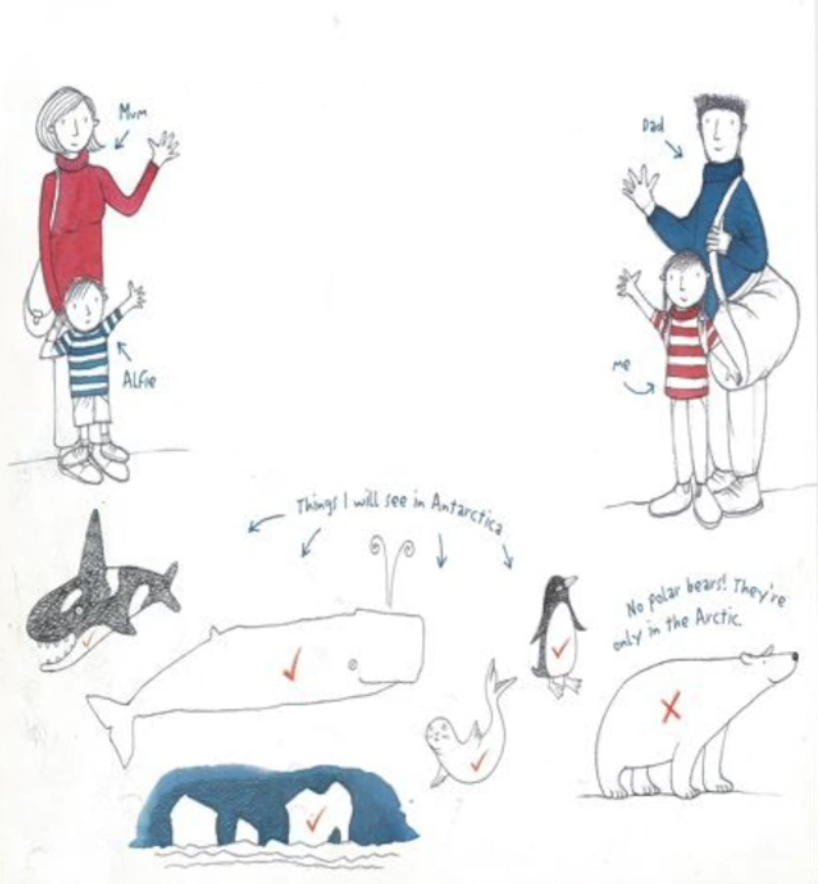 Mum
Dad
Alfie
me
Things I will see in Antarctica
No polar bears! They're
only in the Arctic.